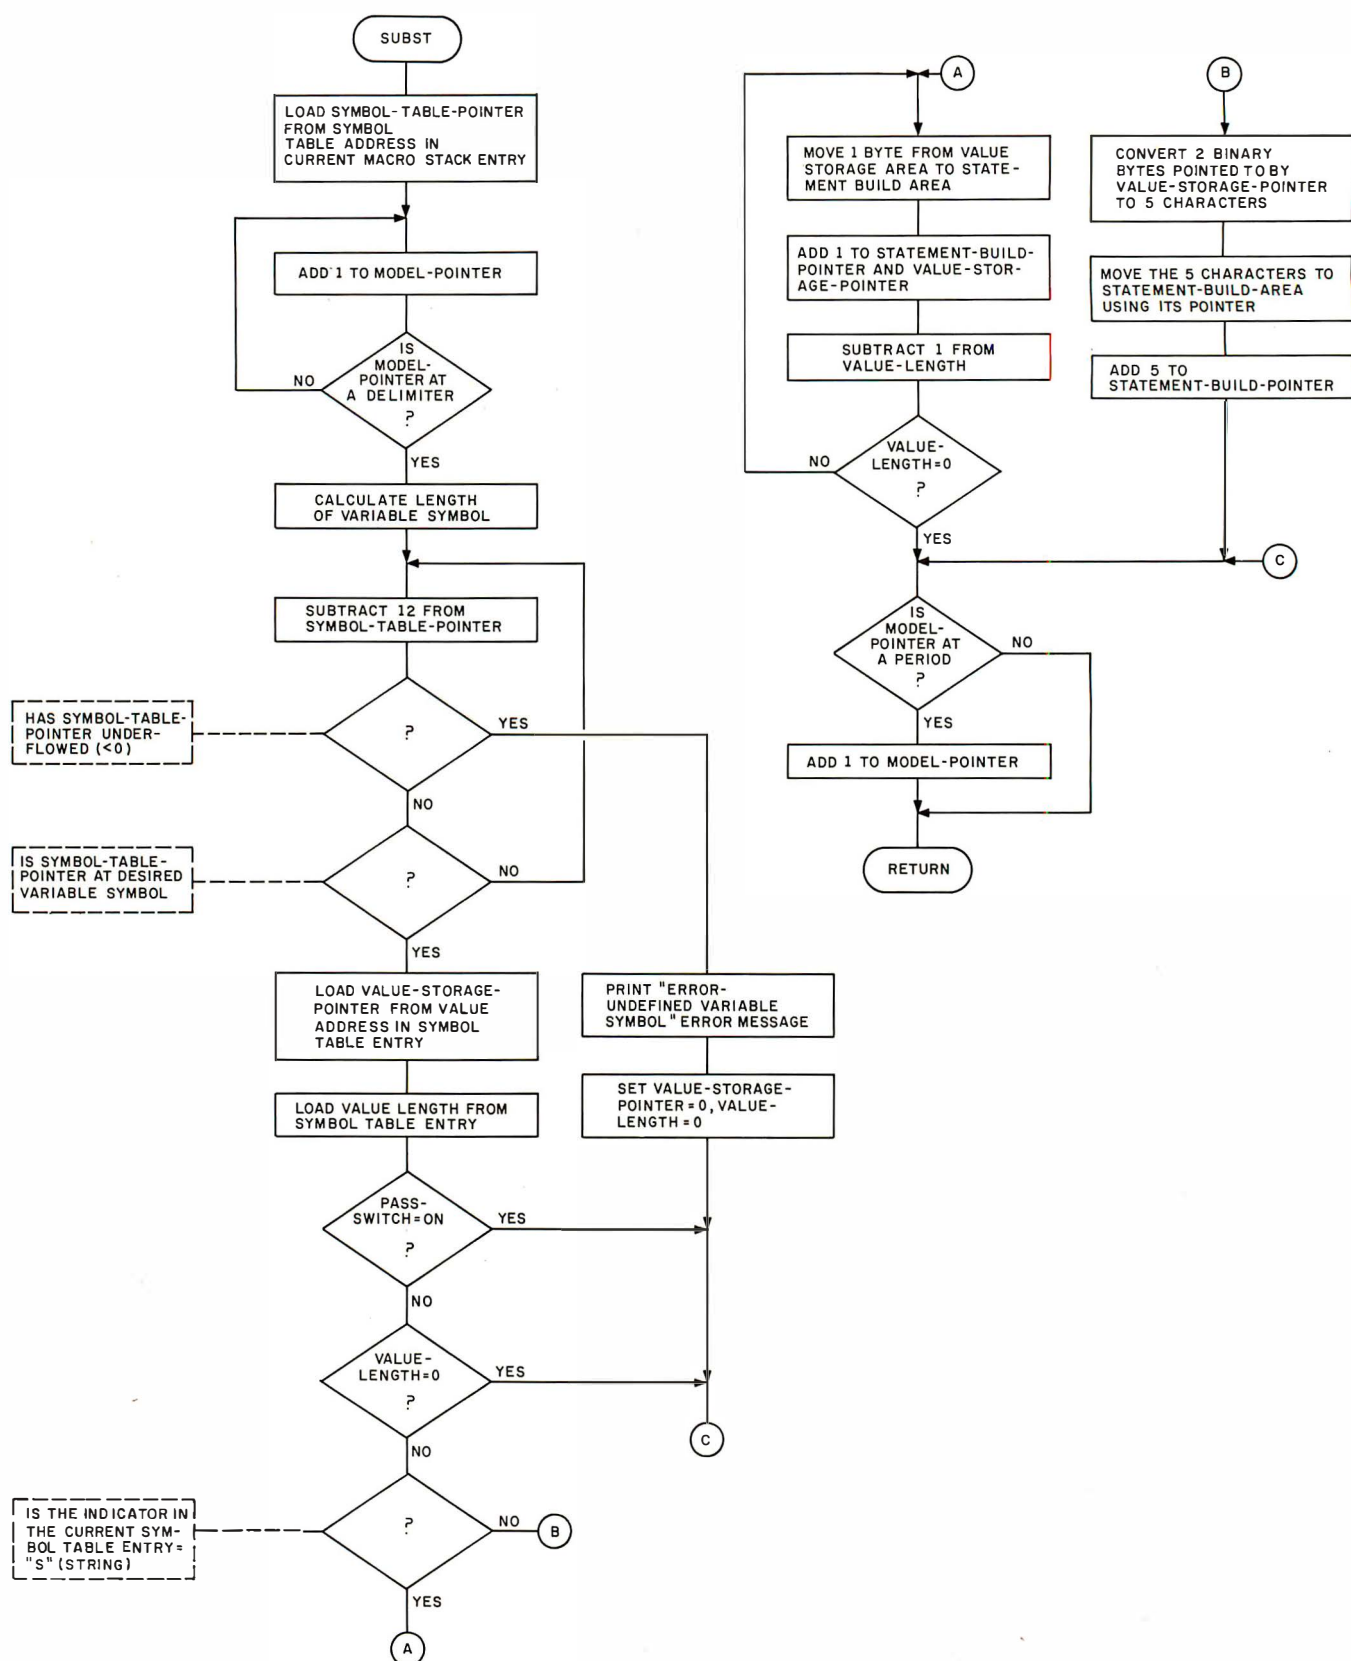 SUBST
LOAD SYMBOL-TABLE-POINTER
FROM SYMBOL
TABLE ADDRESS IN
CURRENT MACRO STACK ENTRY
ADD 1 TO MODEL-POINTER
IS
MODEL-
POINTER AT
A DELIMITER
?
NO
YES
CALCULATE LENGTH
OF VARIABLE SYMBOL
SUBTRACT 12 FROM
SYMBOL-TABLE-POINTER
HAS SYMBOL-TABLE-
POINTER UNDER-
FLOWED (<0)
?
YES
NO
IS SYMBOL-TABLE-
POINTER AT DESIRED
VARIABLE SYMBOL
?
NO
YES
LOAD VALUE-STORAGE-
POINTER FROM VALUE
ADDRESS IN SYMBOL
TABLE ENTRY
PRINT "ERROR-
UNDEFINED VARIABLE
SYMBOL" ERROR MESSAGE
LOAD VALUE LENGTH FROM
SYMBOL TABLE ENTRY
SET VALUE-STORAGE-
POINTER=0, VALUE-
LENGTH=0
PASS-
SWITCH=ON
?
YES
NO
VALUE-
LENGTH=0
?
YES
NO
C
IS THE INDICATOR IN
THE CURRENT SYM-
BOL TABLE ENTRY=
"S" (STRING)
?
NO
B
YES
A
A
MOVE 1 BYTE FROM VALUE
STORAGE AREA TO STATE-
MENT BUILD AREA
ADD 1 TO STATEMENT-BUILD-
POINTER AND VALUE-STOR-
AGE-POINTER
SUBTRACT 1 FROM
VALUE-LENGTH
VALUE-
LENGTH=0
?
NO
YES
B
CONVERT 2 BINARY
BYTES POINTED TO BY
VALUE-STORAGE-POINTER
TO 5 CHARACTERS
MOVE THE 5 CHARACTERS TO
STATEMENT-BUILD-AREA
USING ITS POINTER
ADD 5 TO
STATEMENT-BUILD-POINTER
C
IS
MODEL-
POINTER AT
A PERIOD
?
NO
YES
ADD 1 TO MODEL-POINTER
RETURN